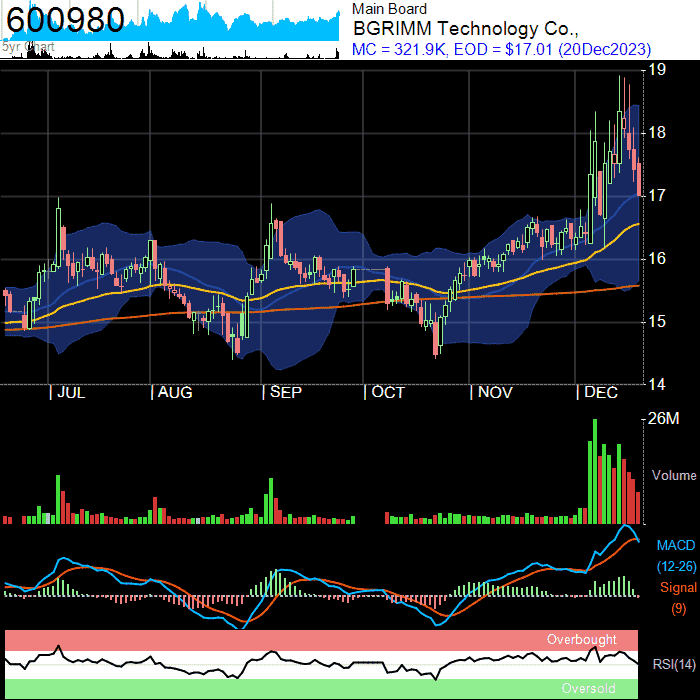 600980
5yr Chart
Main Board
BGRIMM Technology Co.,
MC = 321.9K, EOD = $17.01 (20Dec2023)
19
18
17
16
15
14
| JUL | AUG | SEP | OCT | NOV | DEC
26M
Volume
MACD
(12-26)
Signal
(9)
Overbought
RSI(14)
Oversold